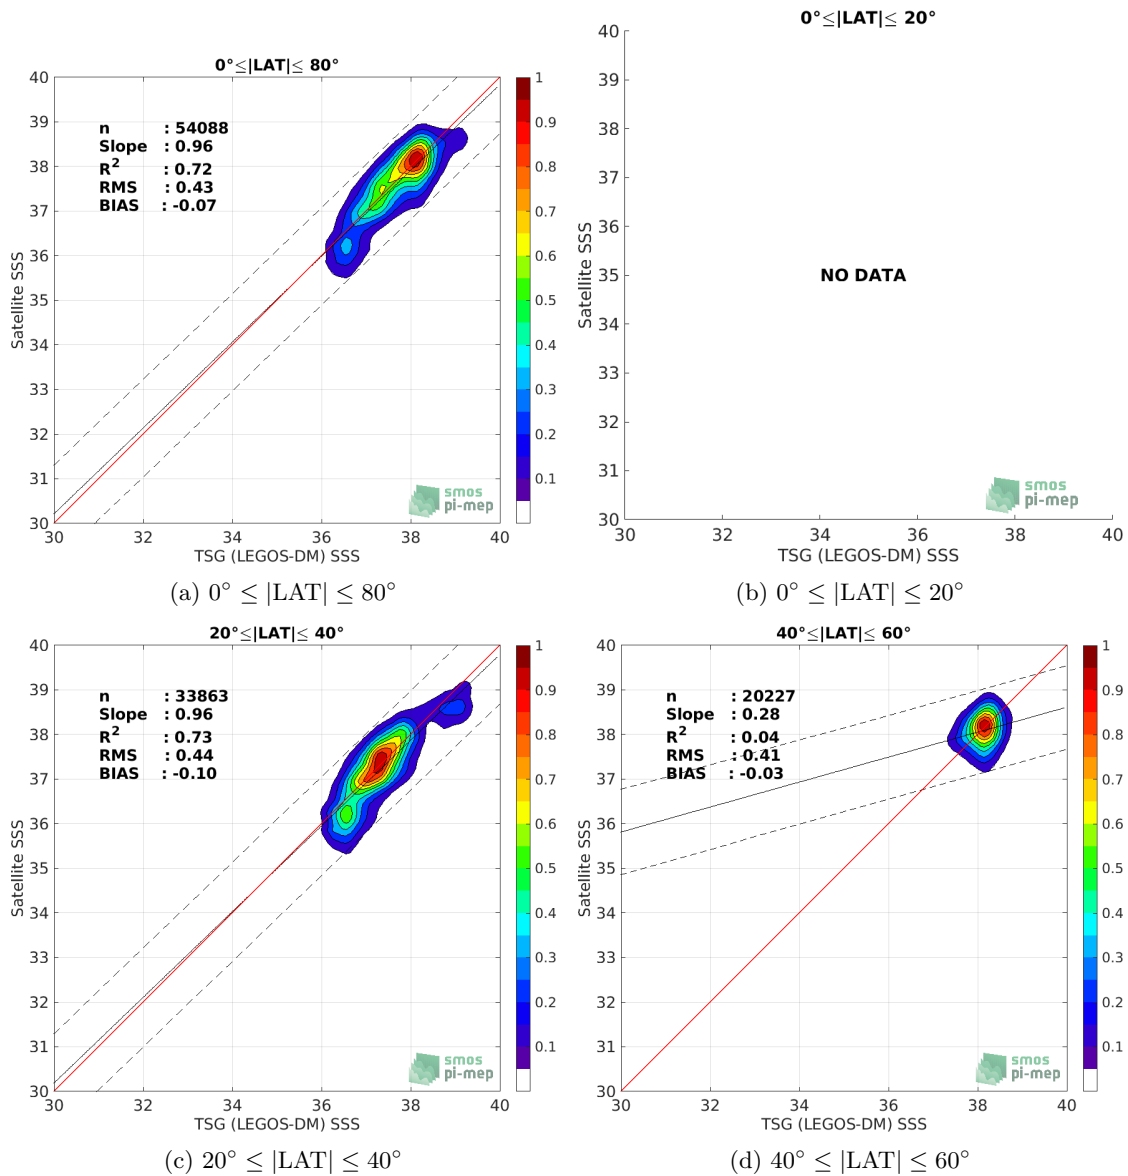 0°≤|LAT|≤ 80°
40
39
38
37
36
35
34
33
32
31
30
Satellite SSS
n : 54088
Slope : 0.96
R² : 0.72
RMS : 0.43
BIAS : -0.07
smos
pi-mep
30 32 34 36 38 40
TSG (LEGOS-DM) SSS
1
0.9
0.8
0.7
0.6
0.5
0.4
0.3
0.2
0.1
(a) 0° ≤ |LAT| ≤ 80°
0°≤|LAT|≤ 20°
40
39
38
37
36
35
34
33
32
31
30
Satellite SSS
NO DATA
smos
pi-mep
30 32 34 36 38 40
TSG (LEGOS-DM) SSS
(b) 0° ≤ |LAT| ≤ 20°
20°≤|LAT|≤ 40°
40
39
38
37
36
35
34
33
32
31
30
Satellite SSS
n : 33863
Slope : 0.96
R² : 0.73
RMS : 0.44
BIAS : -0.10
smos
pi-mep
30 32 34 36 38 40
TSG (LEGOS-DM) SSS
1
0.9
0.8
0.7
0.6
0.5
0.4
0.3
0.2
0.1
(c) 20° ≤ |LAT| ≤ 40°
40°≤|LAT|≤ 60°
40
39
38
37
36
35
34
33
32
31
30
Satellite SSS
n : 20227
Slope : 0.28
R² : 0.04
RMS : 0.41
BIAS : -0.03
smos
pi-mep
30 32 34 36 38 40
TSG (LEGOS-DM) SSS
1
0.9
0.8
0.7
0.6
0.5
0.4
0.3
0.2
0.1
(d) 40° ≤ |LAT| ≤ 60°